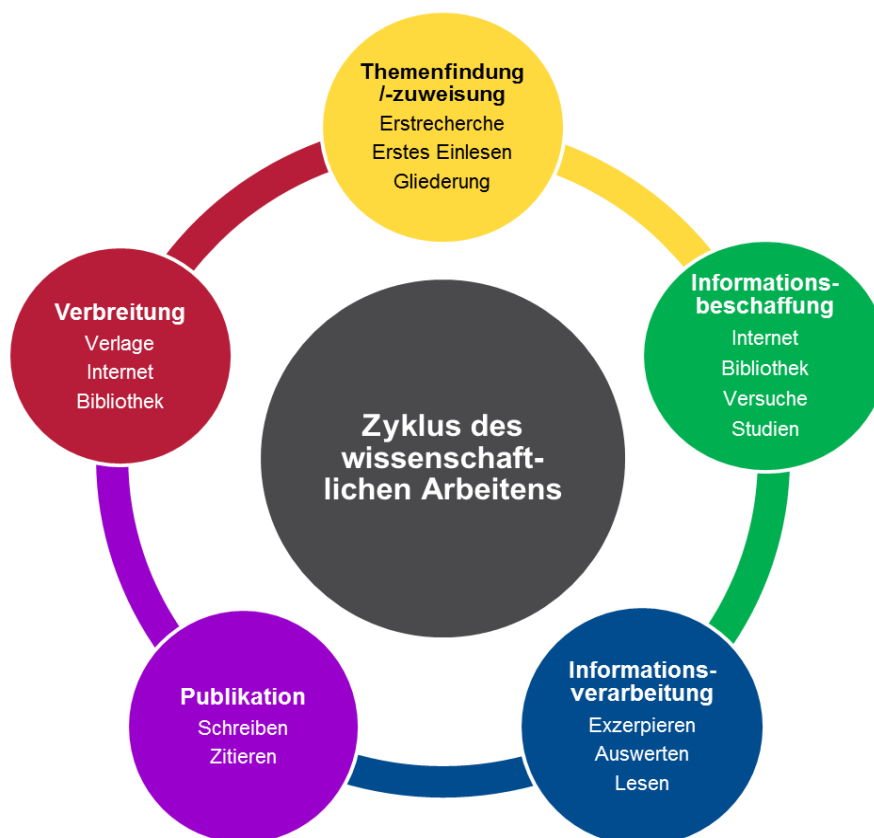 Themenfindung
/-zuweisung
Erstrecherche
Erstes Einlesen
Gliederung
Informations-
beschaffung
Internet
Bibliothek
Versuche
Studien
Informations-
verarbeitung
Exzerpieren
Auswerten
Lesen
Publikation
Schreiben
Zitieren
Verbreitung
Verlage
Internet
Bibliothek
Zyklus des
wissenschaft-
lichen Arbeitens